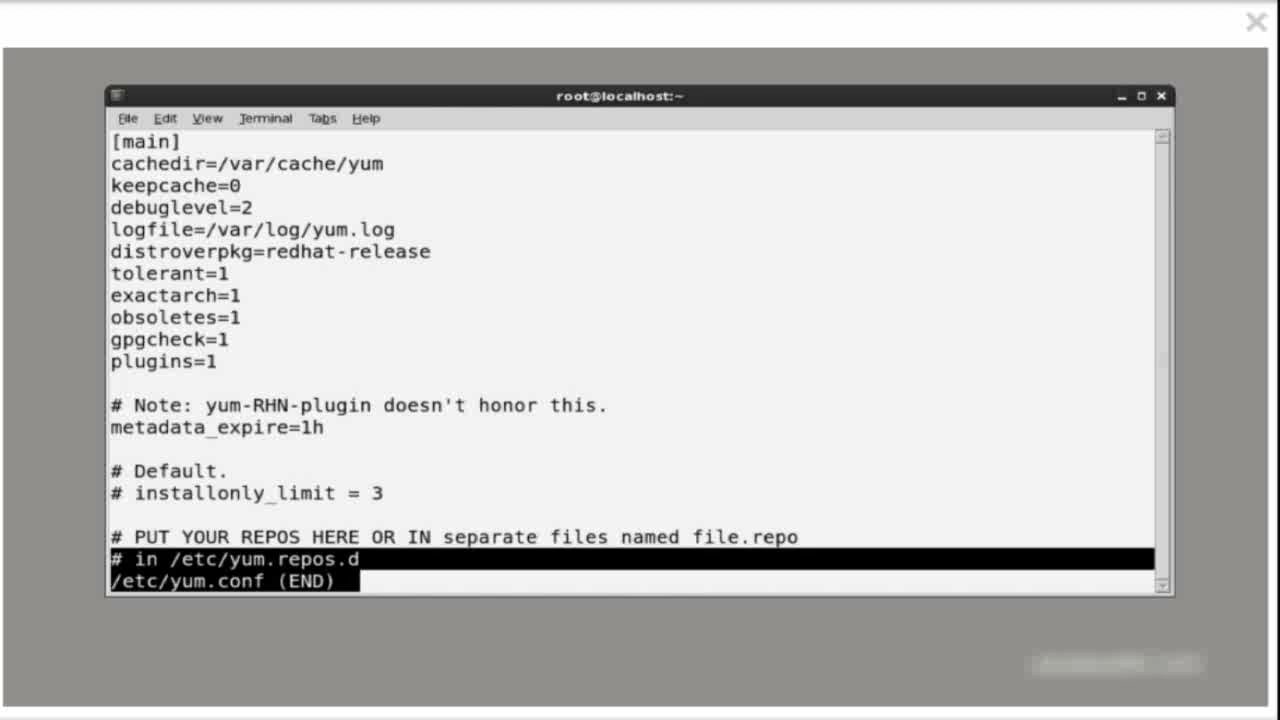 root@localhost:~
File Edit View Terminal Tabs Help
[main]
cachedir=/var/cache/yum
keepcache=0
debuglevel=2
logfile=/var/log/yum.log
distroverpkg=redhat-release
tolerant=1
exactarch=1
obsoletes=1
gpgcheck=1
plugins=1
# Note: yum-RHN-plugin doesn't honor this.
metadata_expire=1h
# Default.
# installonly_limit = 3
# PUT YOUR REPOS HERE OR IN separate files named file.repo
# in /etc/yum.repos.d
/etc/yum.conf (END)